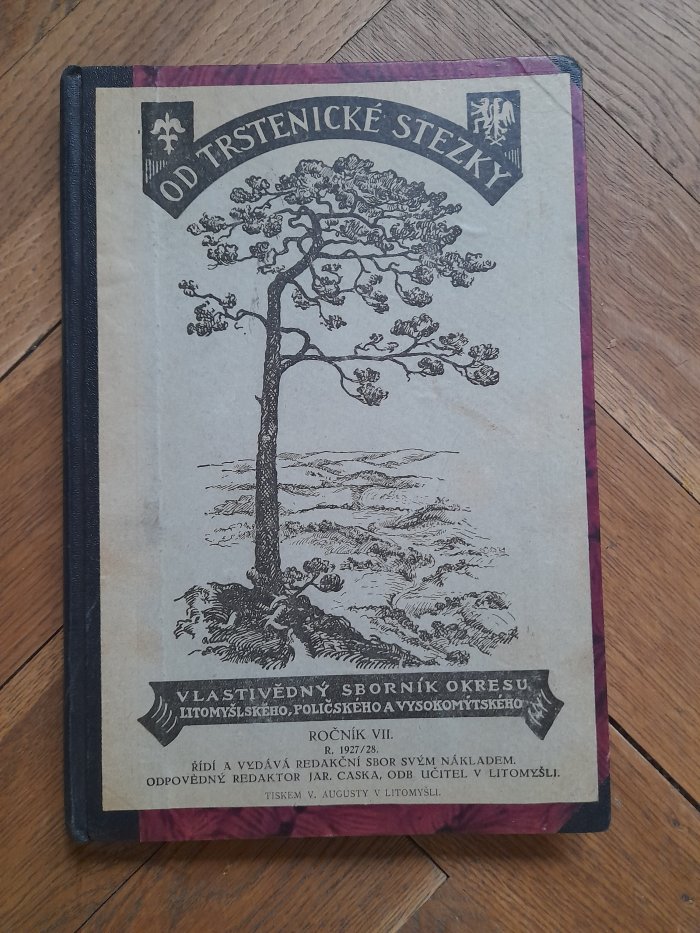 OD TRSTENICKÉ STEZKY
VLASTIVĚDNÝ SBORNÍK OKRESU
LITOMYŠLSKÉHO, POLIČSKÉHO A VYSOKOMÝTSKÉHO
ROČNÍK VII.
R. 1927/28.
ŘÍDÍ A VYDÁVÁ REDAKČNÍ SBOR SVÝM NÁKLADEM.
ODPOVĚDNÝ REDAKTOR JAR. CASKA, ODB UČITEL V LITOMYŠLI.
TISKEM V. AUGUSTY V LITOMYŠLI.